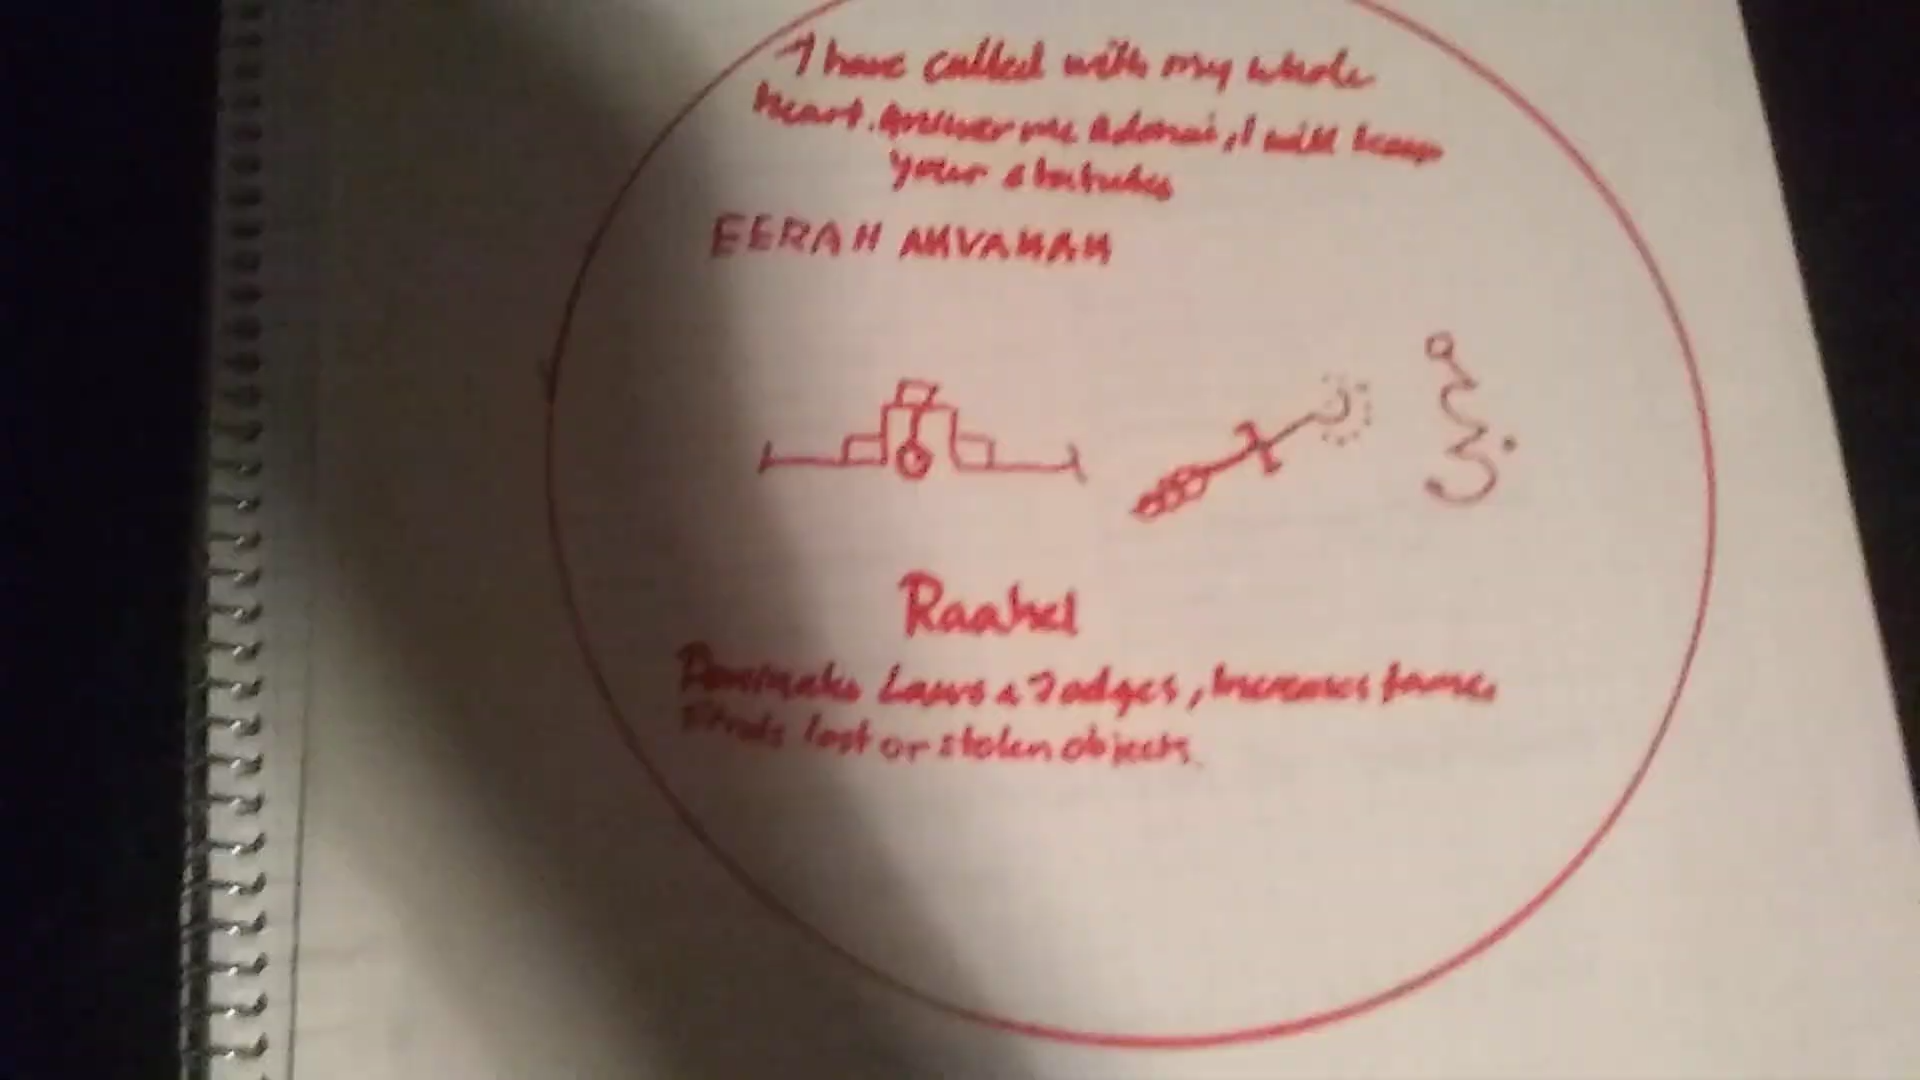 I have called with my whole
Heart. Answer me Adonai, I will keep
your statutes
EERAH AHVAHAH
Raahel
Laws & Judges, Increases fame,
Finds lost or stolen objects.